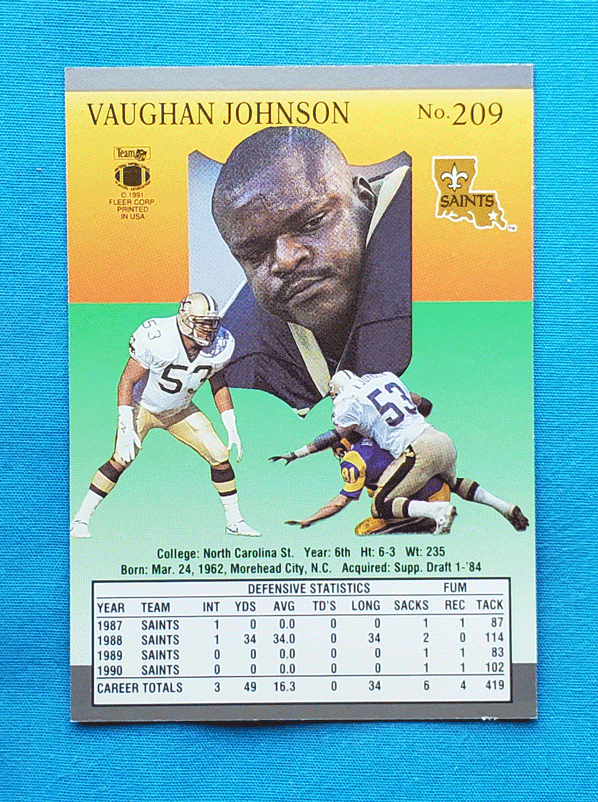 VAUGHAN JOHNSON No. 209
Team NFL
© 1991
FLEER CORP
PRINTED
IN USA
SAINTS
TM
53
53
81
College: North Carolina St. Year: 6th Ht: 6-3 Wt: 235
Born: Mar. 24, 1962, Morehead City, N.C. Acquired: Supp. Draft 1-'84
DEFENSIVE STATISTICS FUM
YEAR TEAM INT YDS AVG TD'S LONG SACKS REC TACK
1987 SAINTS 1 0 0.0 0 0 1 1 87
1988 SAINTS 1 34 34.0 0 34 2 0 114
1989 SAINTS 0 0 0.0 0 0 1 1 83
1990 SAINTS 0 0 0.0 0 0 1 1 102
CAREER TOTALS 3 49 16.3 0 34 6 4 419